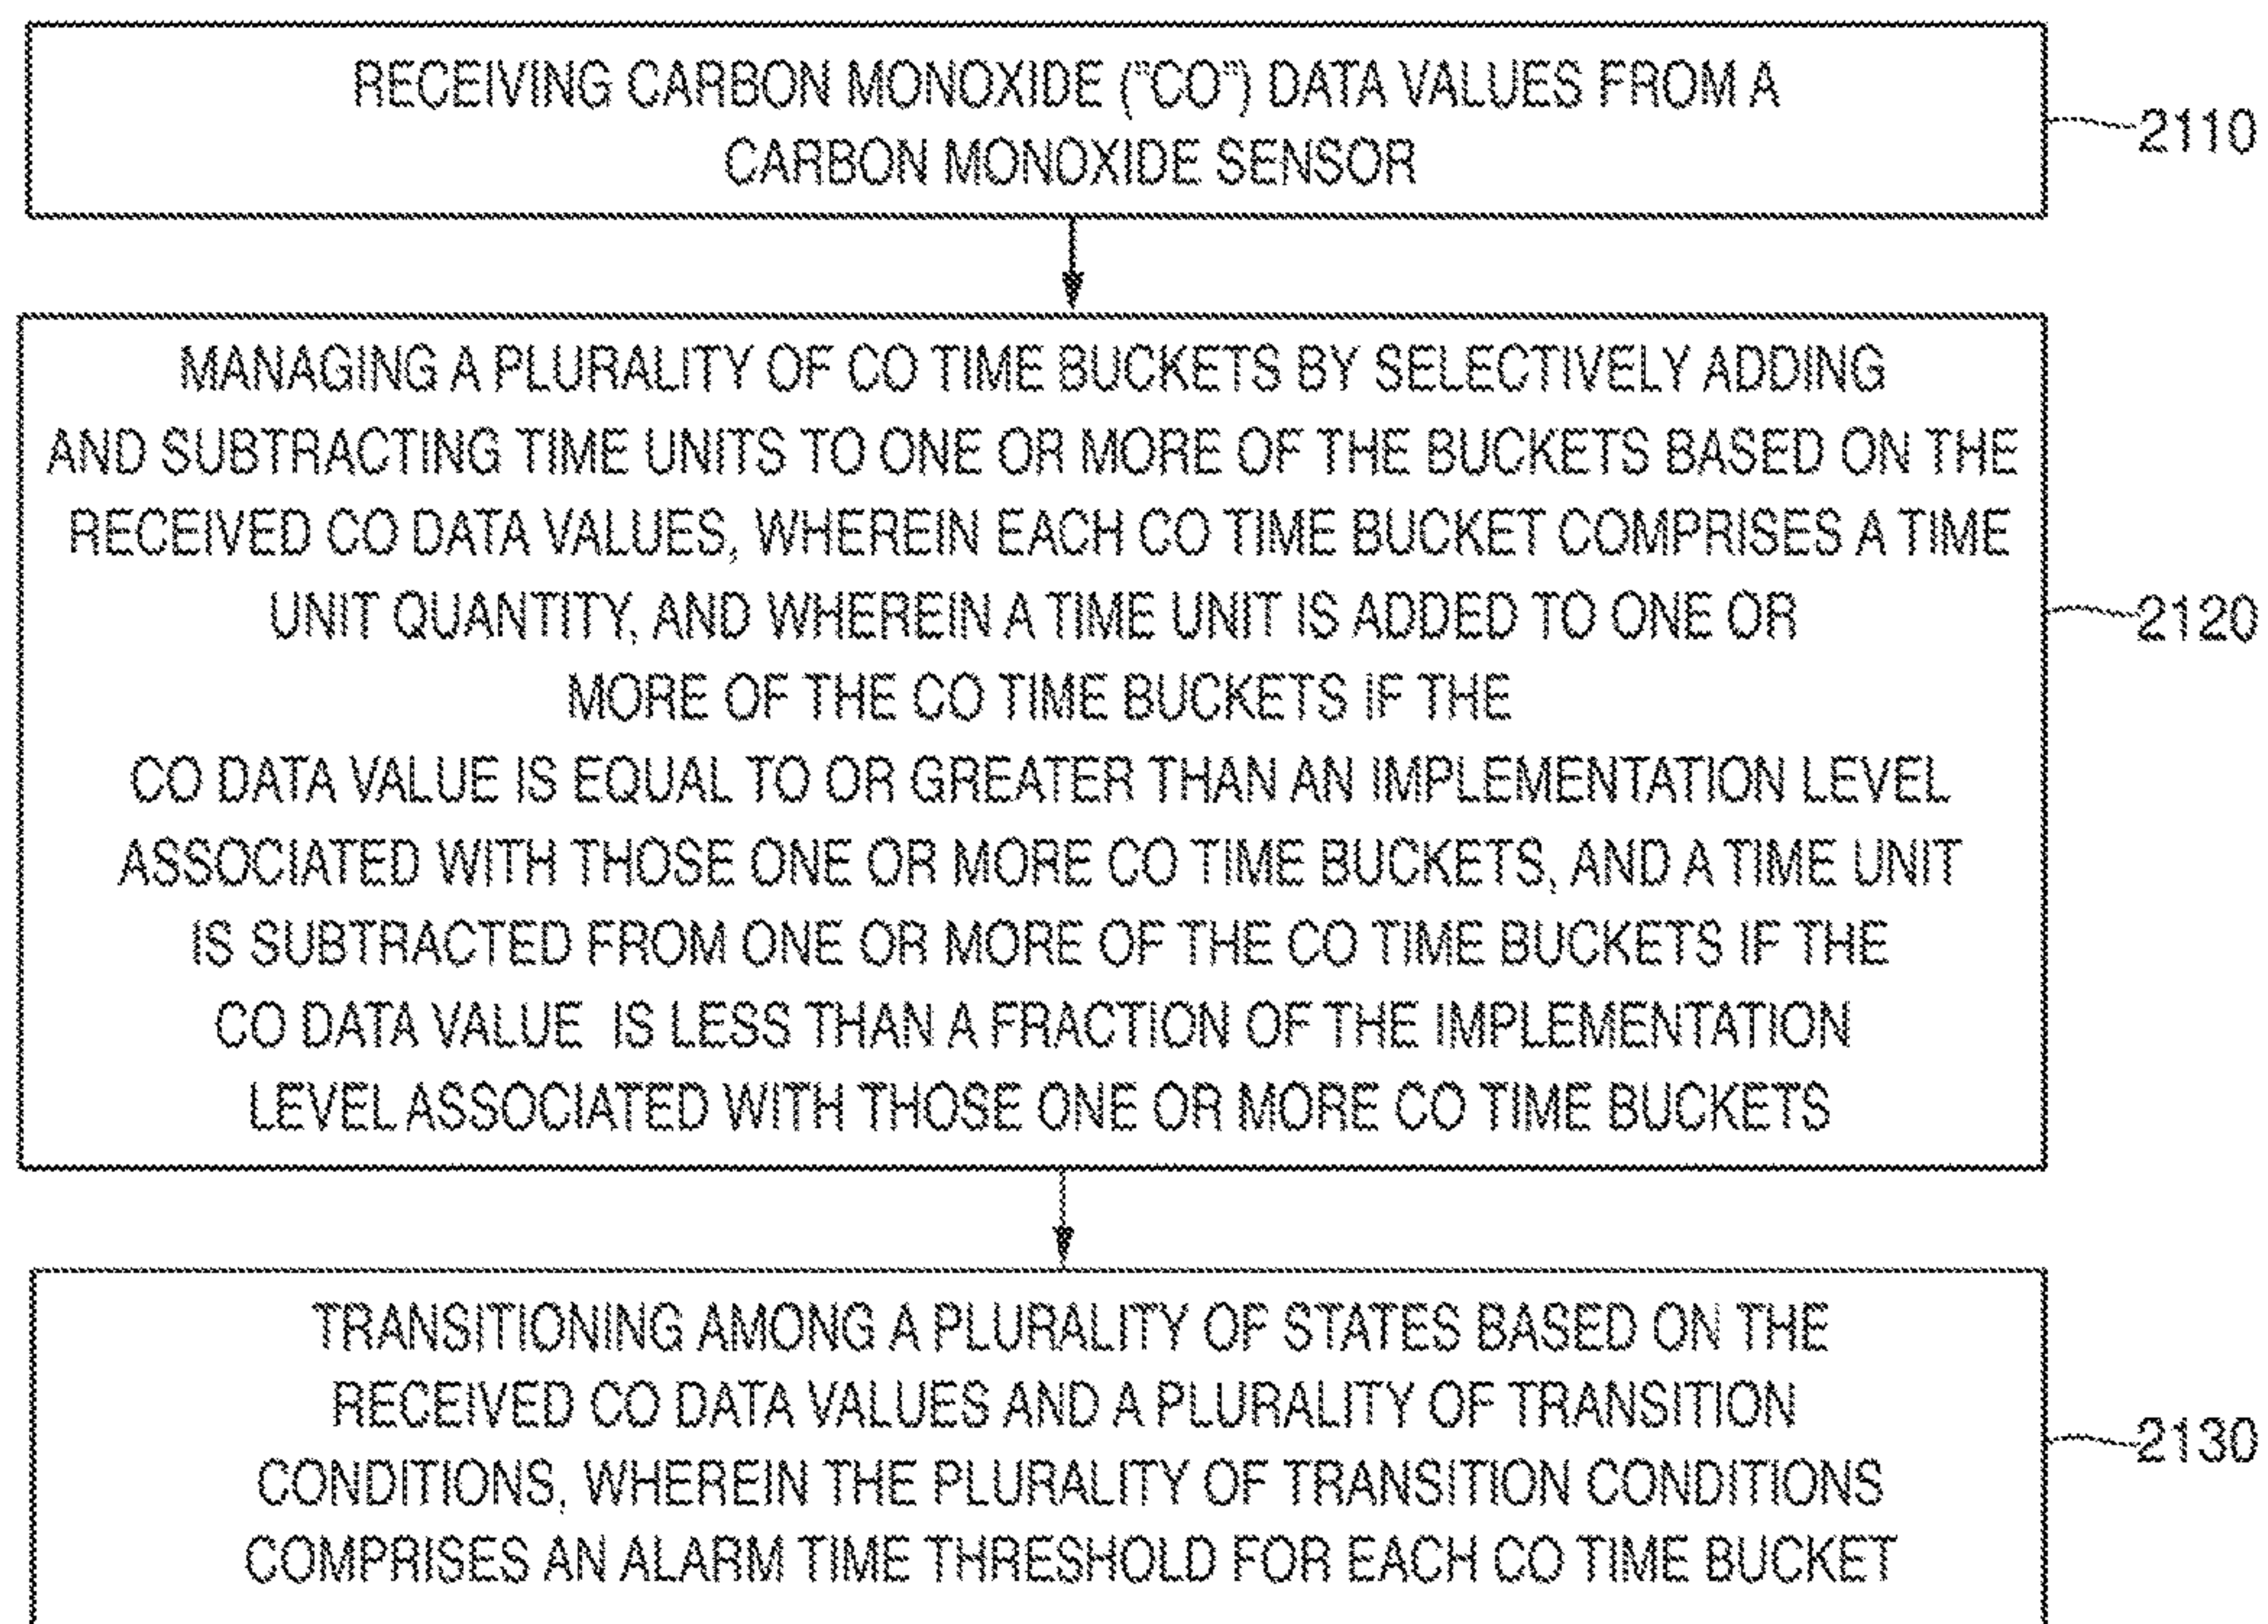 RECEIVING CARBON MONOXIDE ("CO") DATA VALUES FROM A
CARBON MONOXIDE SENSOR
2110
MANAGING A PLURALITY OF CO TIME BUCKETS BY SELECTIVELY ADDING
AND SUBTRACTING TIME UNITS TO ONE OR MORE OF THE BUCKETS BASED ON THE
RECEIVED CO DATA VALUES, WHEREIN EACH CO TIME BUCKET COMPRISES A TIME
UNIT QUANTITY, AND WHEREIN A TIME UNIT IS ADDED TO ONE OR
MORE OF THE CO TIME BUCKETS IF THE
CO DATA VALUE IS EQUAL TO OR GREATER THAN AN IMPLEMENTATION LEVEL
ASSOCIATED WITH THOSE ONE OR MORE CO TIME BUCKETS, AND A TIME UNIT
IS SUBTRACTED FROM ONE OR MORE OF THE CO TIME BUCKETS IF THE
CO DATA VALUE IS LESS THAN A FRACTION OF THE IMPLEMENTATION
LEVEL ASSOCIATED WITH THOSE ONE OR MORE CO TIME BUCKETS
2120
TRANSITIONING AMONG A PLURALITY OF STATES BASED ON THE
RECEIVED CO DATA VALUES AND A PLURALITY OF TRANSITION
CONDITIONS, WHEREIN THE PLURALITY OF TRANSITION CONDITIONS
COMPRISES AN ALARM TIME THRESHOLD FOR EACH CO TIME BUCKET
2130